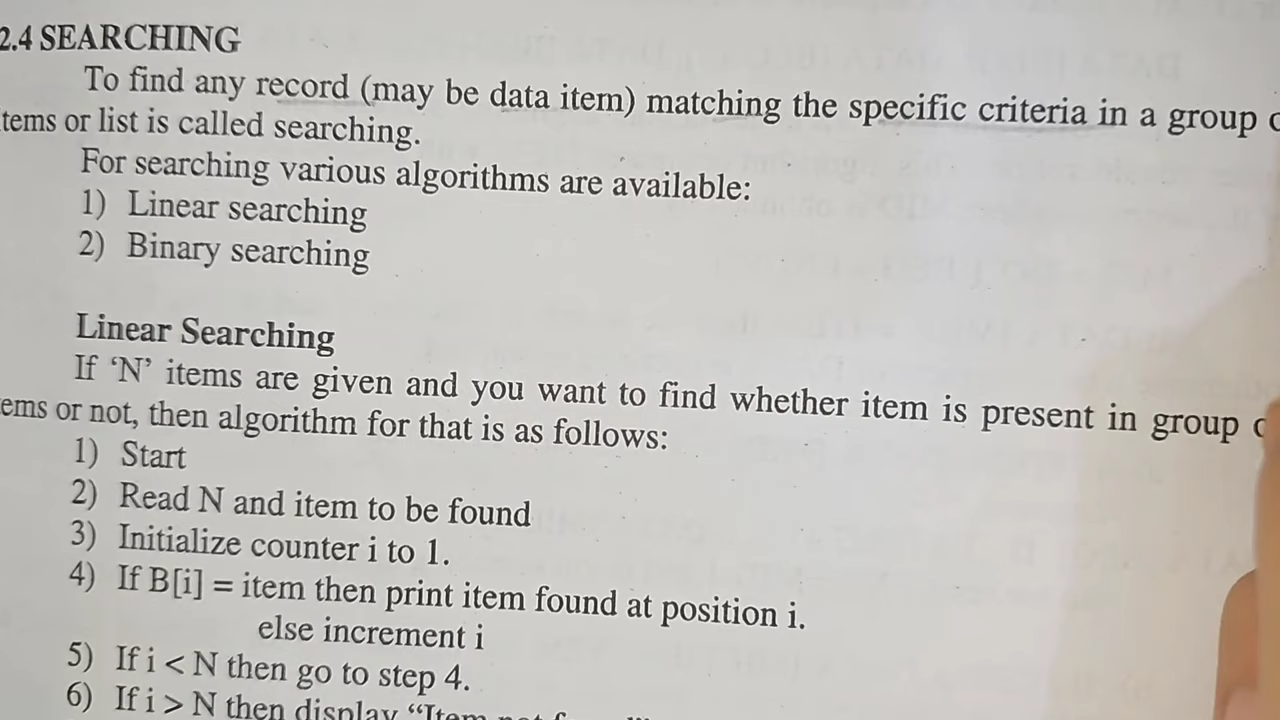 2.4 SEARCHING
To find any record (may be data item) matching the specific criteria in a group
tems or list is called searching.
For searching various algorithms are available:
1) Linear searching
2) Binary searching
Linear Searching
If ‘N’ items are given and you want to find whether item is present in group
ems or not, then algorithm for that is as follows:
1) Start
2) Read N and item to be found
3) Initialize counter i to 1.
4) If B[i] = item then print item found at position i.
else increment i
5) If i < N then go to step 4.
6) If i > N then display “Item not